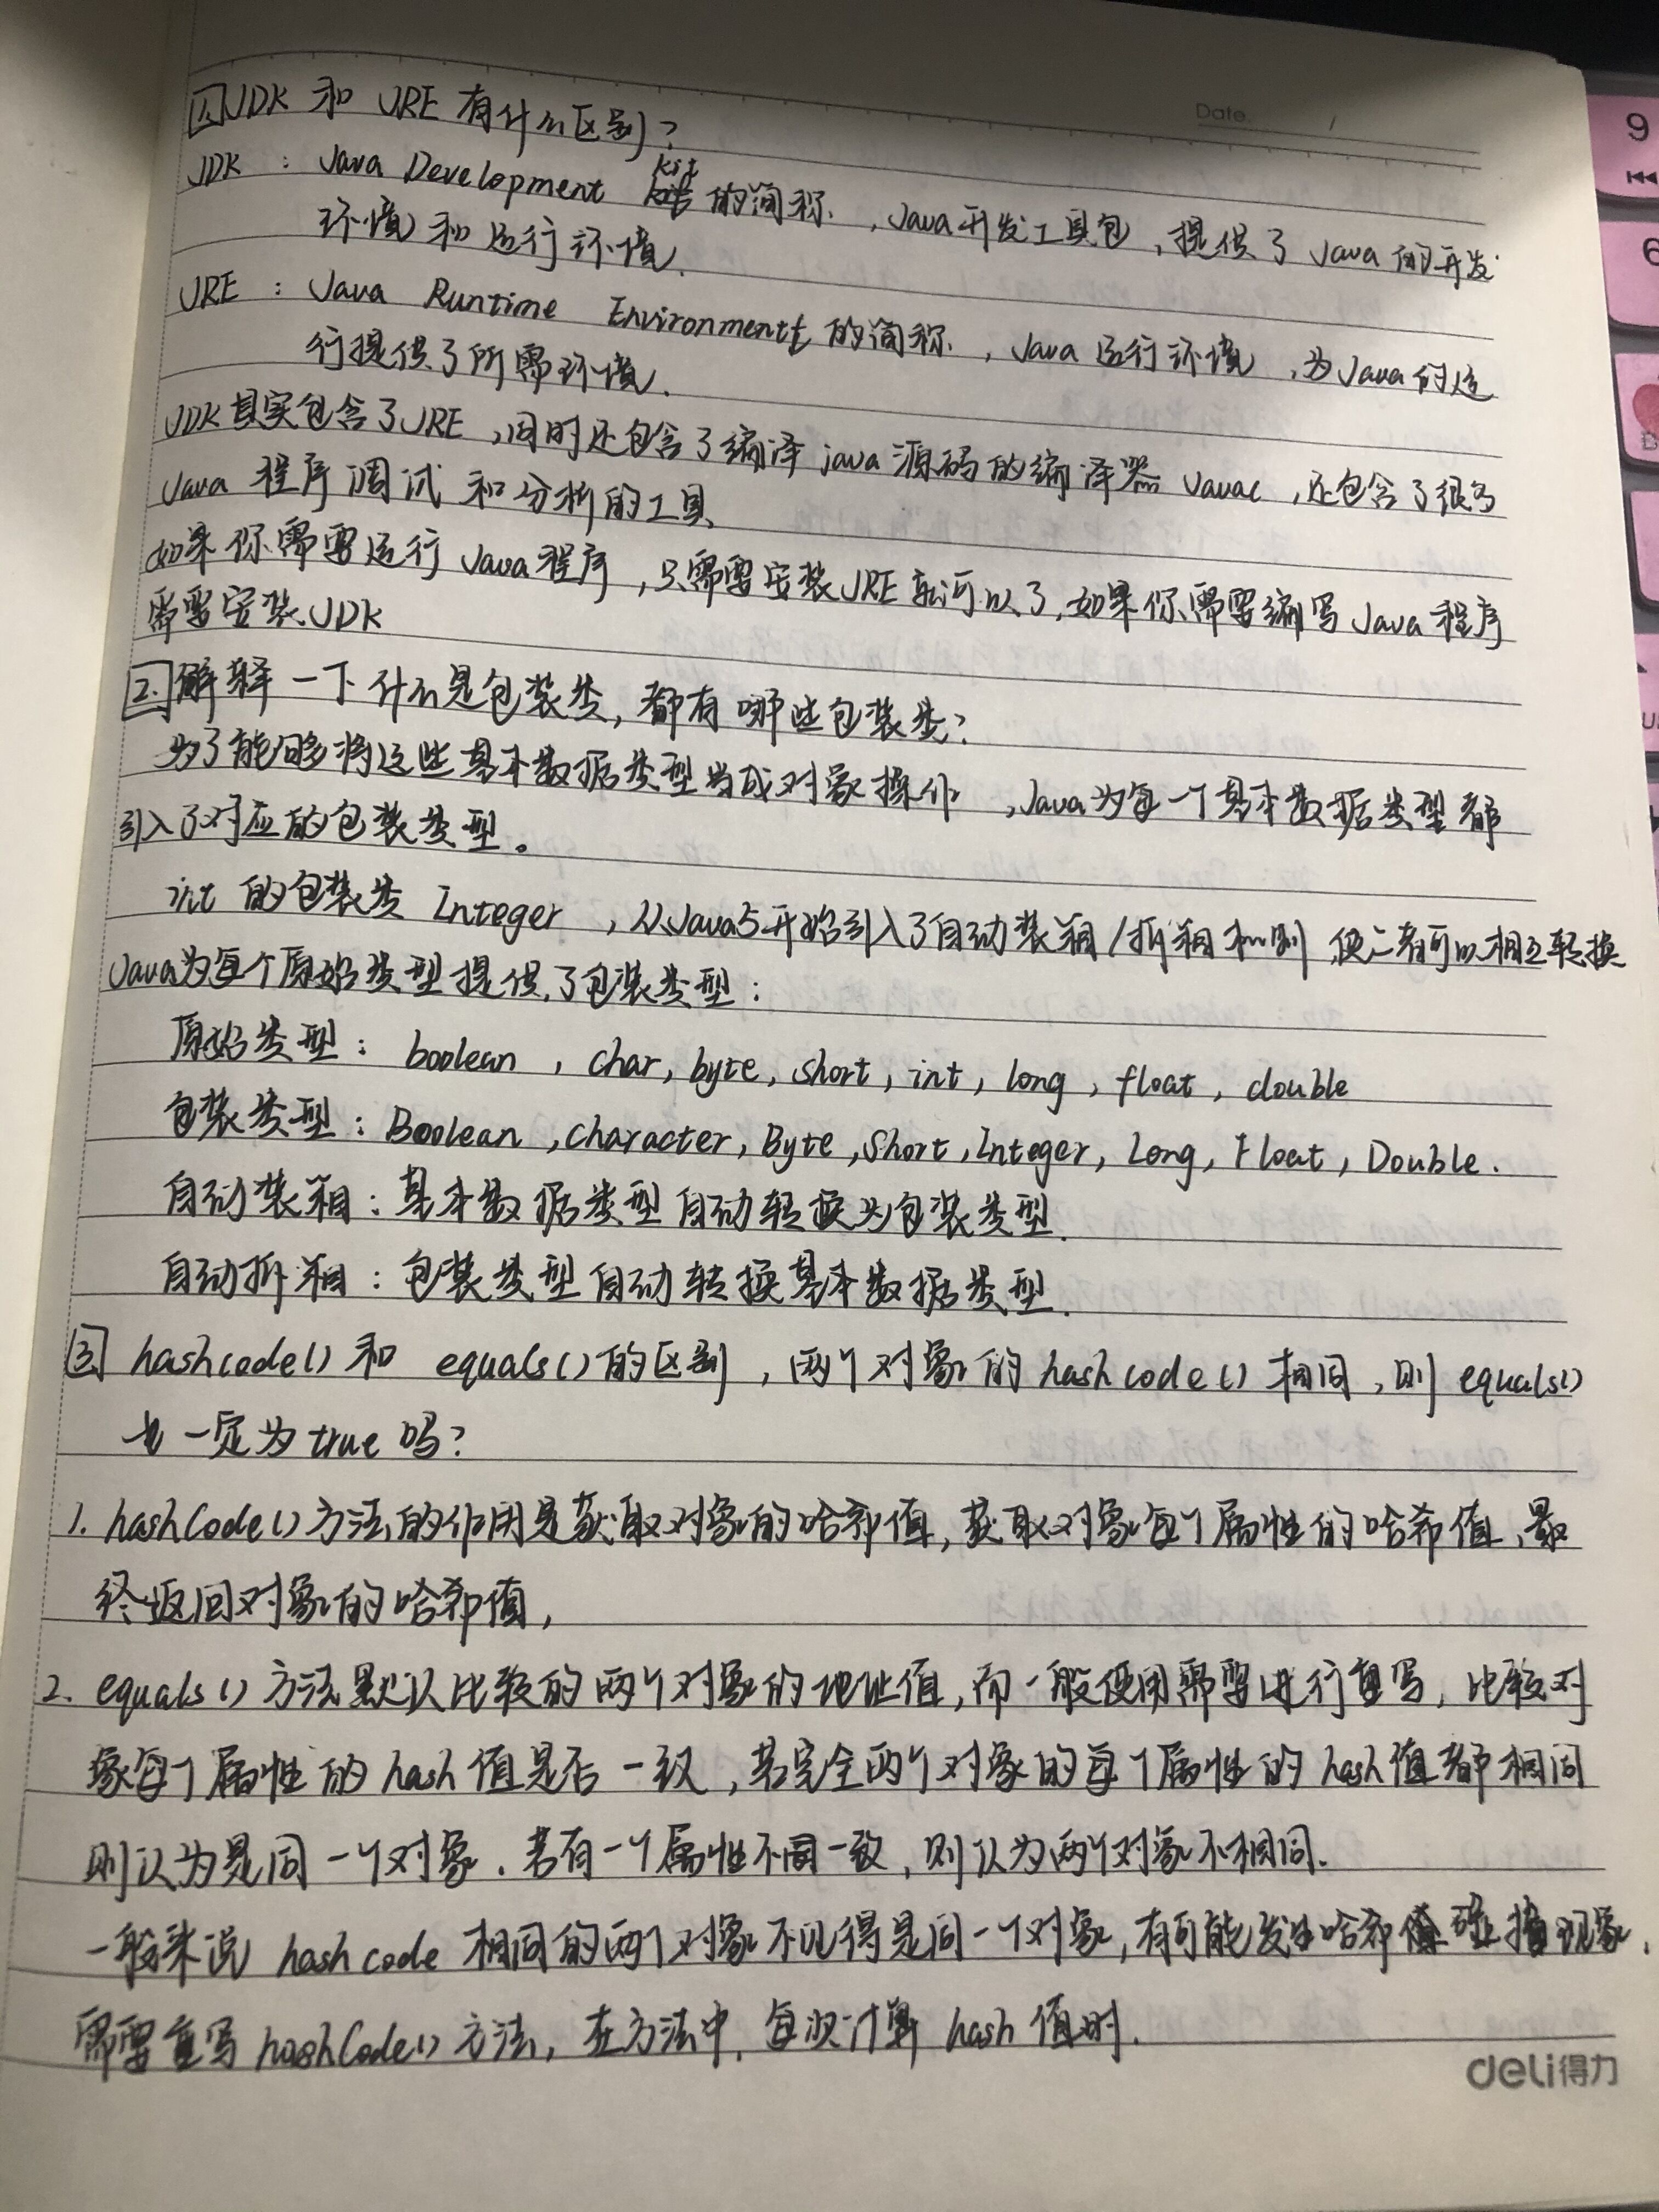 Date /
1. JDK 和 JRE 有什么区别?
JDK : Java Development kit 的简称, Java开发工具包, 提供了 Java 的开发
环境和运行环境.
JRE : Java Runtime Environment 的简称, Java 运行环境, 为Java的运
行提供了所需环境.
JDK其实包含了JRE, 同时还包含了编译 java 源码的编译器 Javac, 还包含了很多
Java 程序调试和分析的工具
如果你需要运行 Java程序, 只需要安装JRE就可以了, 如果你需要编写 Java 程序
需要安装JDK
2. 解释一下什么是包装类, 都有哪些包装类?
为了能够将这些基本数据类型当成对象操作, Java为每一个基本数据类型都
引入了对应的包装类型。
int 的包装类 Integer, 从Java5开始引入了自动装箱/拆箱机制, 使二者可以相互转换
Java为每个原始类型提供了包装类型:
原始类型: boolean, char, byte, short, int, long, float, double
包装类型: Boolean, Character, Byte, Short, Integer, Long, Float, Double.
自动装箱: 基本数据类型自动转换为包装类型.
自动拆箱: 包装类型自动转换基本数据类型.
3. hashcode() 和 equals()的区别, 两个对象的 hashcode() 相同, 则 equals()
也一定为 true 吗?
1. hashCode() 方法的作用是获取对象的哈希值, 获取对象每个属性的哈希值, 最
终返回对象的哈希值,
2. equals() 方法默认比较的两个对象的地址值, 而一般使用需要进行重写, 比较对
象每个属性的 hash 值是否一致, 若完全两个对象的每个属性的 hash 值都相同
则认为是同一个对象. 若有一个属性不一致, 则认为两个对象不相同.
一般来说 hashcode 相同的两个对象不见得是同一个对象, 有可能发生哈希值碰撞现象.
需要重写 hashCode() 方法, 在方法中, 每次计算 hash 值时.
deli得力
9
6